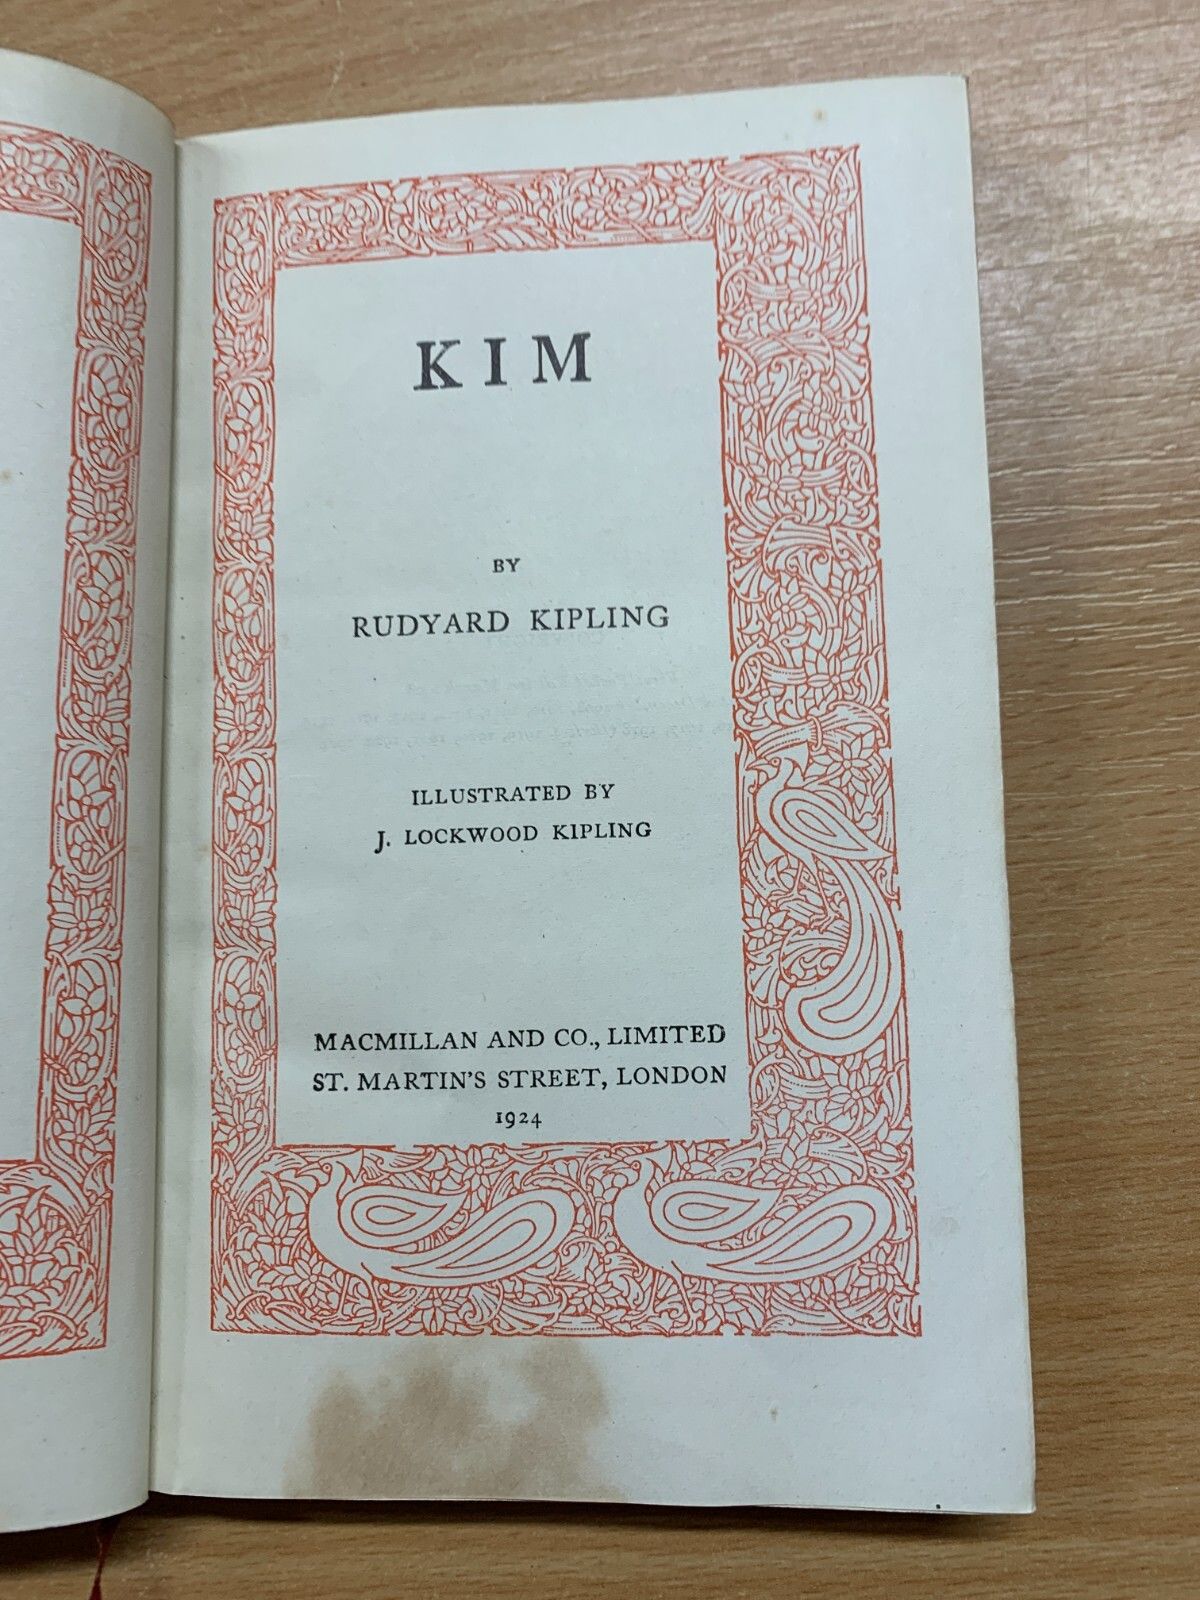 KIM
BY
RUDYARD KIPLING
ILLUSTRATED BY
J. LOCKWOOD KIPLING
MACMILLAN AND CO., LIMITED
ST. MARTIN'S STREET, LONDON
1924